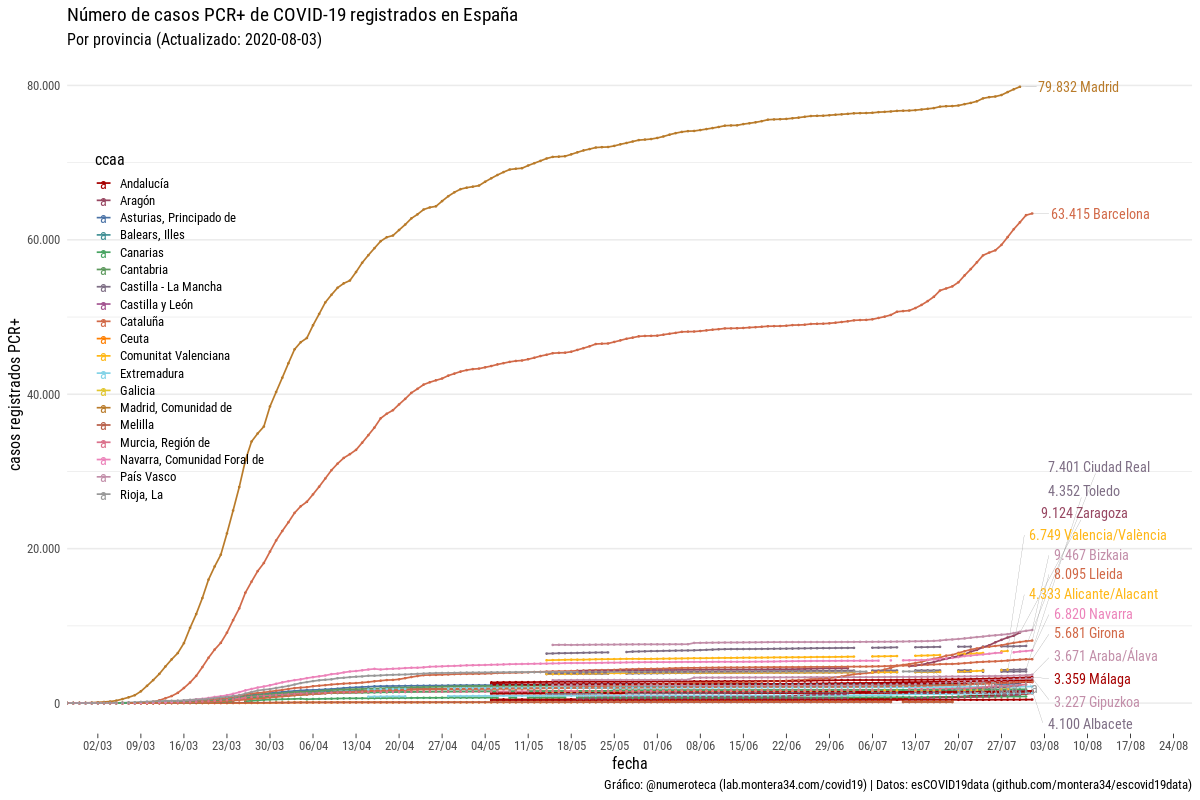 Número de casos PCR+ de COVID-19 registrados en España
Por provincia (Actualizado: 2020-08-03)
casos registrados PCR+
80.000
60.000
40.000
20.000
0
ccaa
Andalucía
Aragón
Asturias, Principado de
Balears, Illes
Canarias
Cantabria
Castilla - La Mancha
Castilla y León
Cataluña
Ceuta
Comunitat Valenciana
Extremadura
Galicia
Madrid, Comunidad de
Melilla
Murcia, Región de
Navarra, Comunidad Foral de
País Vasco
Rioja, La
79.832 Madrid
63.415 Barcelona
7.401 Ciudad Real
4.352 Toledo
9.124 Zaragoza
6.749 Valencia/València
9.467 Bizkaia
8.095 Lleida
4.333 Alicante/Alacant
6.820 Navarra
5.681 Girona
3.671 Araba/Álava
3.359 Málaga
3.227 Gipuzkoa
4.100 Albacete
02/03 09/03 16/03 23/03 30/03 06/04 13/04 20/04 27/04 04/05 11/05 18/05 25/05 01/06 08/06 15/06 22/06 29/06 06/07 13/07 20/07 27/07 03/08 10/08 17/08 24/08
fecha
Gráfico: @numeroteca (lab.montera34.com/covid19) | Datos: esCOVID19data (github.com/montera34/escovid19data)